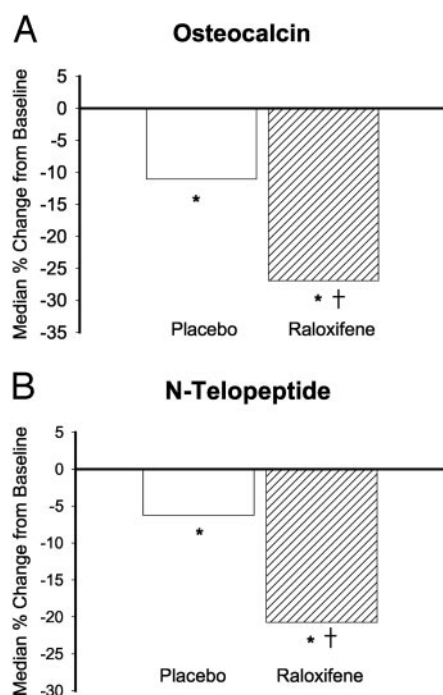 A
Osteocalcin
Median % Change from Baseline
5
0
-5
-10
-15
-20
-25
-30
-35
*
* †
Placebo
Raloxifene
B
N-Telopeptide
Median % Change from Baseline
5
0
-5
-10
-15
-20
-25
-30
*
* †
Placebo
Raloxifene